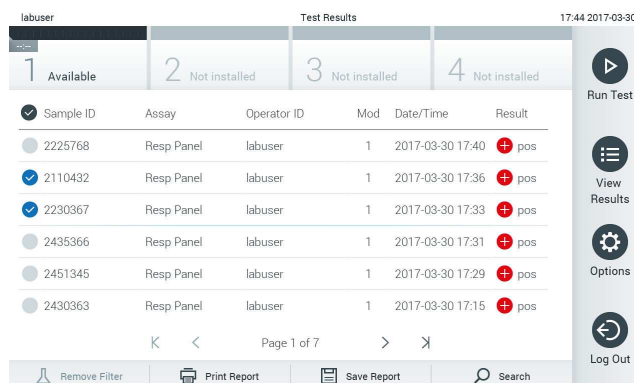 labuser Test Results 17:44 2017-03-30
--:--
1 Available 2 Not installed 3 Not installed 4 Not installed
Run Test
Sample ID Assay Operator ID Mod Date/Time Result
2225768 Resp Panel labuser 1 2017-03-30 17:40 pos
2110432 Resp Panel labuser 1 2017-03-30 17:36 pos
View
Results
2230367 Resp Panel labuser 1 2017-03-30 17:33 pos
2435366 Resp Panel labuser 1 2017-03-30 17:31 pos
2451345 Resp Panel labuser 1 2017-03-30 17:29 pos
Options
2430363 Resp Panel labuser 1 2017-03-30 17:15 pos
Page 1 of 7
Log Out
Remove Filter Print Report Save Report Search